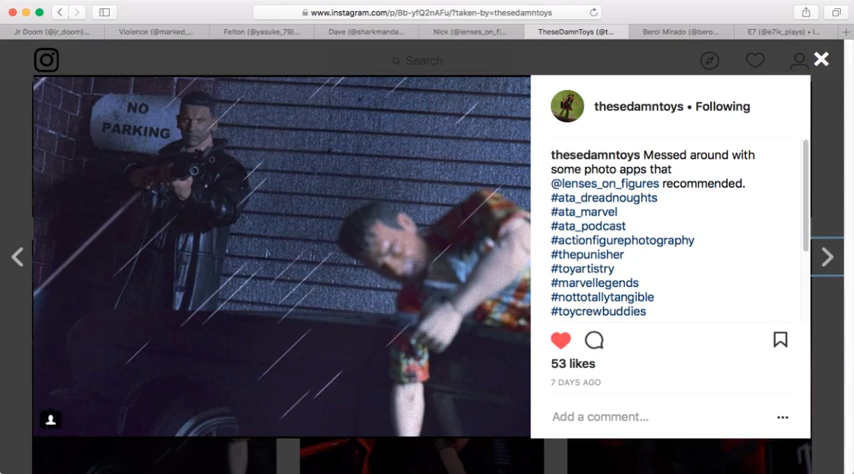 www.instagram.com/p/Bb-yfQ2nAFu/?taken-by=thesedamntoys
Jr Doom (@jr_doom)...
Violence (@marked_...
Felton (@yasuke_79)...
Dave (@sharkmanda...
Nick (@lenses_on_fi...
TheseDamnToys (@t...
Berol Mirado (@bero...
E7 (@e7ik_plays) • I...
Search
NO
PARKING
thesedamntoys • Following
thesedamntoys Messed around with
some photo apps that
@lenses_on_figures recommended.
#ata_dreadnoughts
#ata_marvel
#ata_podcast
#actionfigurephotography
#thepunisher
#toyartistry
#marvellegends
#nottotallytangible
#toycrewbuddies
53 likes
7 DAYS AGO
Add a comment...